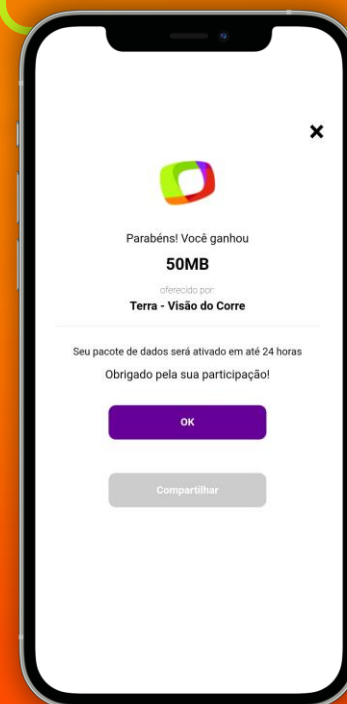 Parabéns! Você ganhou
50MB
oferecido por:
Terra - Visão do Corre
Seu pacote de dados será ativado em até 24 horas
Obrigado pela sua participação!
OK
Compartilhar